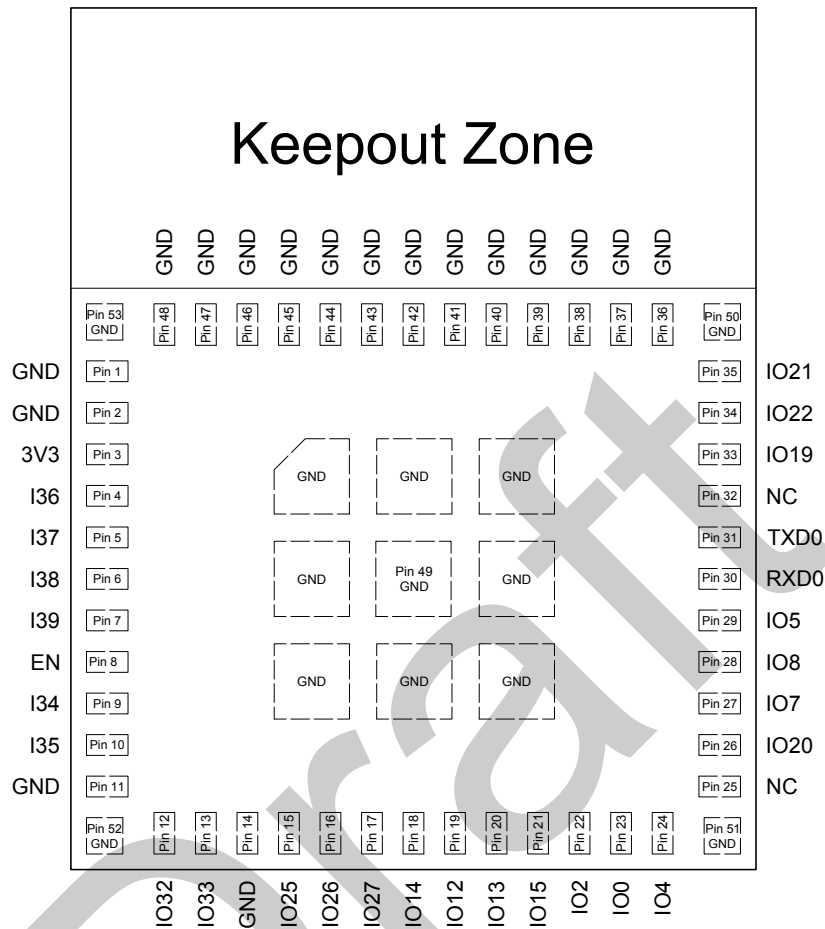 Keepout Zone
GND GND GND GND GND GND GND GND GND GND GND GND GND
Pin 53 GND
Pin 48 Pin 47 Pin 46 Pin 45 Pin 44 Pin 43 Pin 42 Pin 41 Pin 40 Pin 39 Pin 38 Pin 37 Pin 36
Pin 50 GND
GND Pin 1 Pin 35 IO21
GND Pin 2 Pin 34 IO22
3V3 Pin 3 Pin 33 IO19
I36 Pin 4 Pin 32 NC
I37 Pin 5 Pin 31 TXD0
I38 Pin 6 Pin 30 RXD0
I39 Pin 7 Pin 29 IO5
EN Pin 8 Pin 28 IO8
I34 Pin 9 Pin 27 IO7
I35 Pin 10 Pin 26 IO20
GND Pin 11 Pin 25 NC
GND GND GND
GND Pin 49 GND GND
GND GND GND
Pin 52 GND
Pin 12 Pin 13 Pin 14 Pin 15 Pin 16 Pin 17 Pin 18 Pin 19 Pin 20 Pin 21 Pin 22 Pin 23 Pin 24
Pin 51 GND
IO32 IO33 GND IO25 IO26 IO27 IO14 IO12 IO13 IO15 IO2 IO0 IO4
Draft